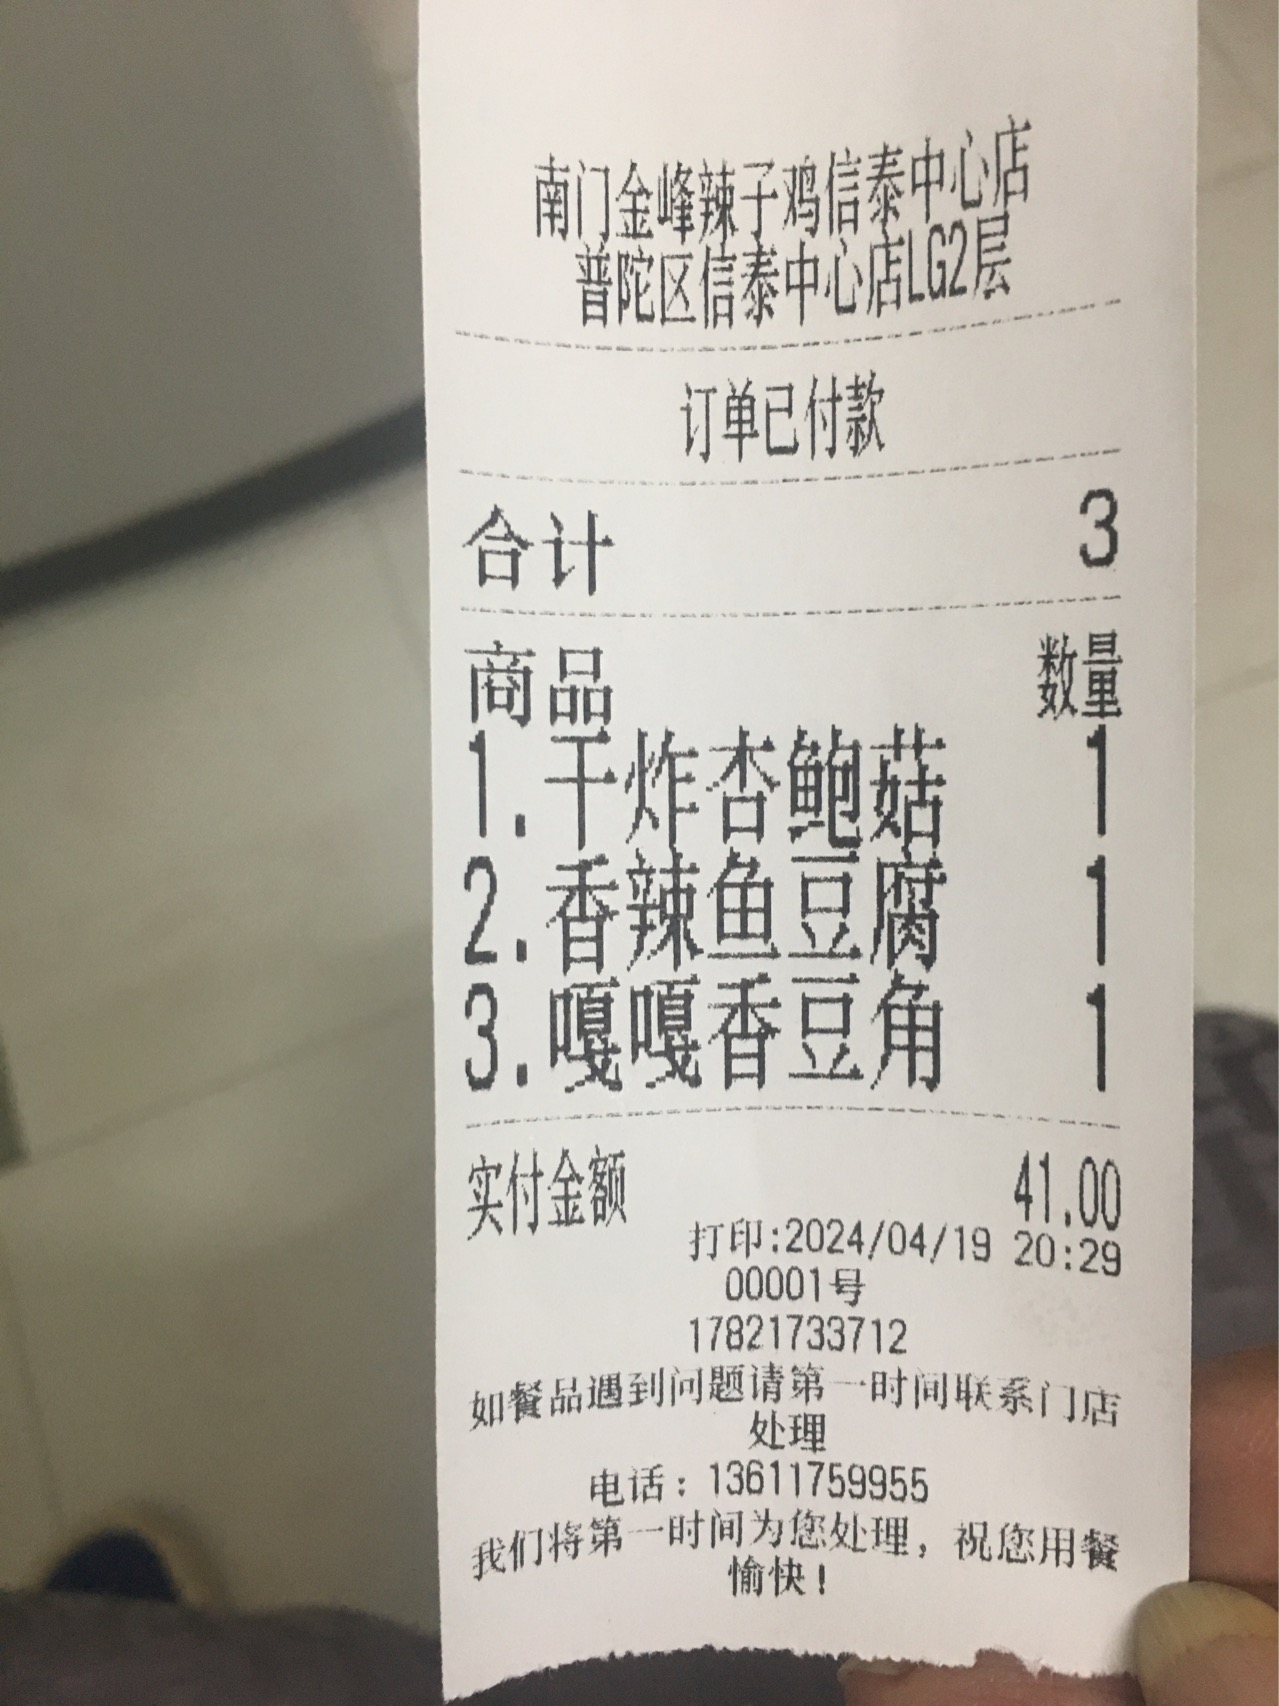 南门金峰辣子鸡信泰中心店
普陀区信泰中心店LG2层
订单已付款
合计 3
商品 数量
1.干炸杏鲍菇 1
2.香辣鱼豆腐 1
3.嘎嘎香豆角 1
实付金额 41.00
打印:2024/04/19 20:29
00001号
17821733712
如餐品遇到问题请第一时间联系门店
处理
电话：13611759955
我们将第一时间为您处理，祝您用餐
愉快!